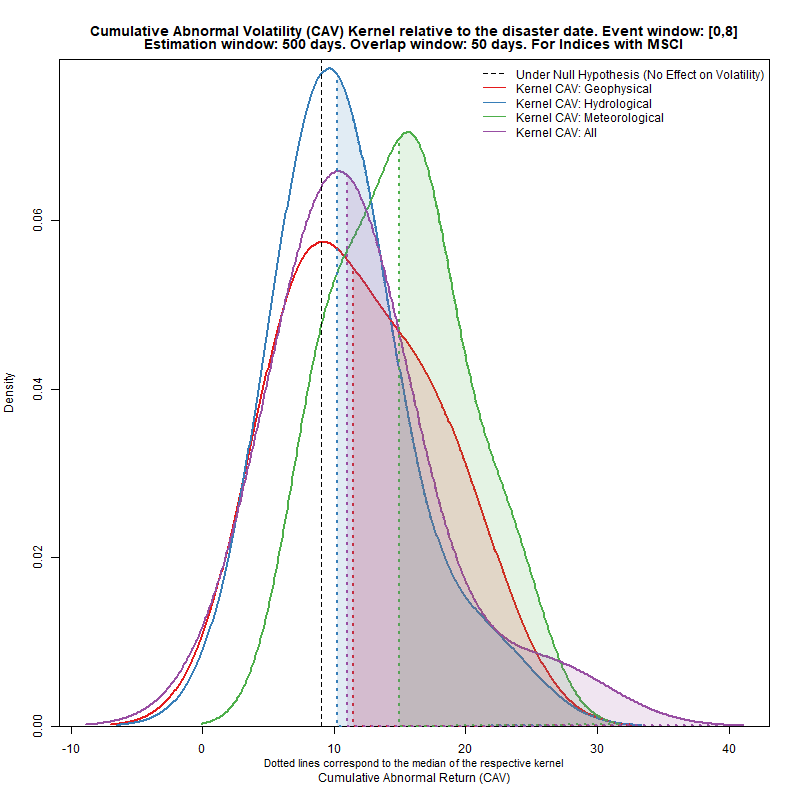 Cumulative Abnormal Volatility (CAV) Kernel relative to the disaster date. Event window: [0,8]
Estimation window: 500 days. Overlap window: 50 days. For Indices with MSCI
Under Null Hypothesis (No Effect on Volatility)
Kernel CAV: Geophysical
Kernel CAV: Hydrological
Kernel CAV: Meteorological
Kernel CAV: All
0.06
0.04
0.02
0.00
Density
-10 0 10 20 30 40
Dotted lines correspond to the median of the respective kernel
Cumulative Abnormal Return (CAV)